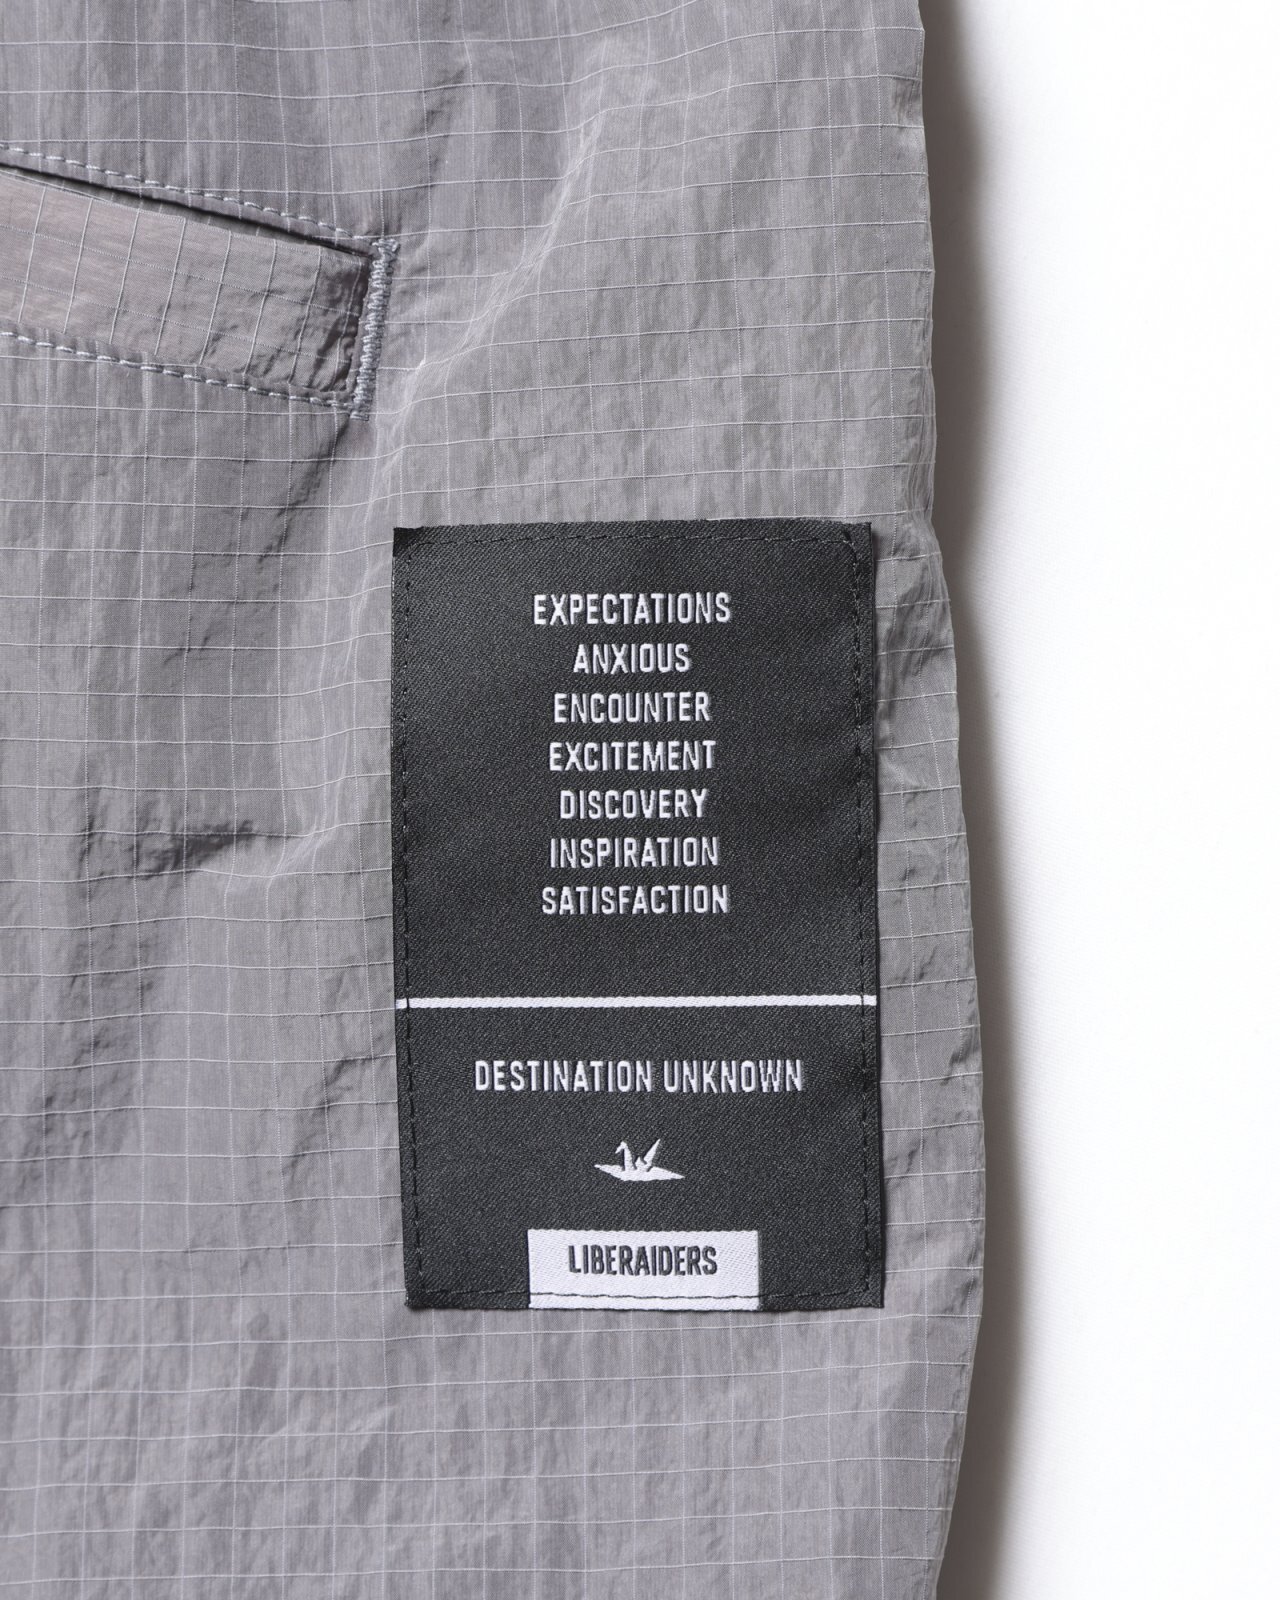 EXPECTATIONS
ANXIOUS
ENCOUNTER
EXCITEMENT
DISCOVERY
INSPIRATION
SATISFACTION
DESTINATION UNKNOWN
LIBERAIDERS